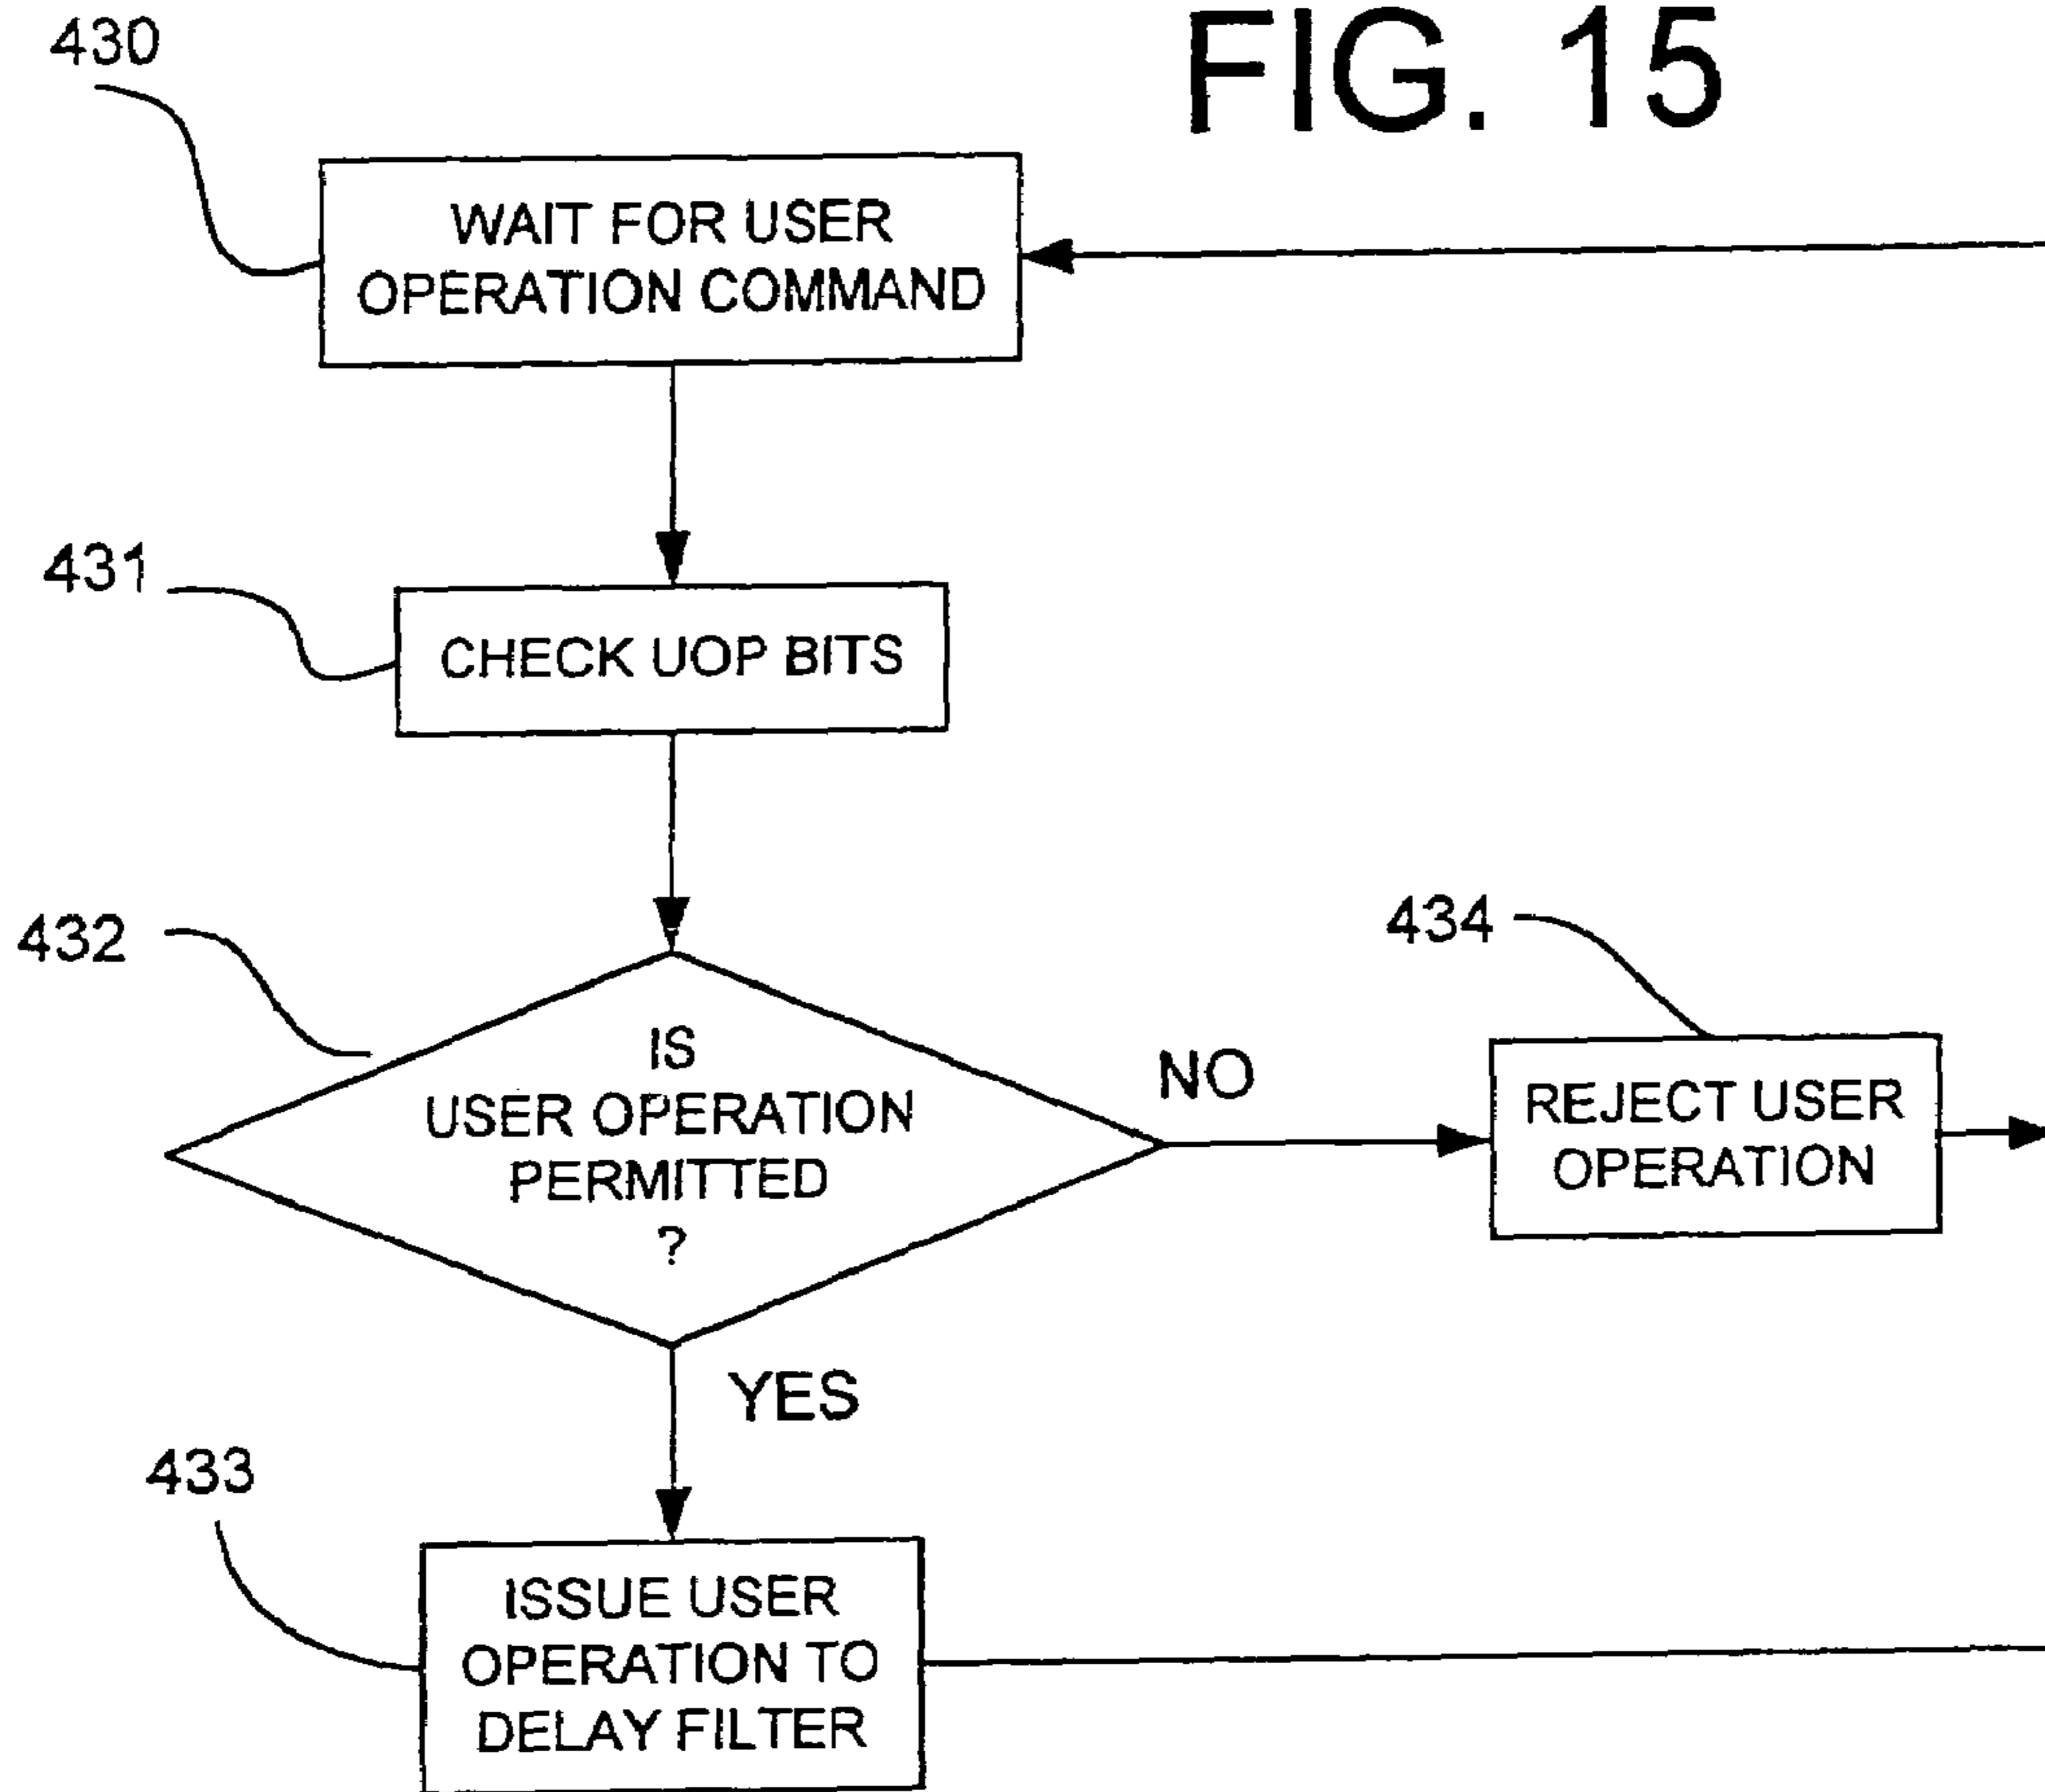 FIG. 15
430
WAIT FOR USER
OPERATION COMMAND
431
CHECK UOP BITS
432
IS
USER OPERATION
PERMITTED
?
NO
434
REJECT USER
OPERATION
YES
433
ISSUE USER
OPERATION TO
DELAY FILTER